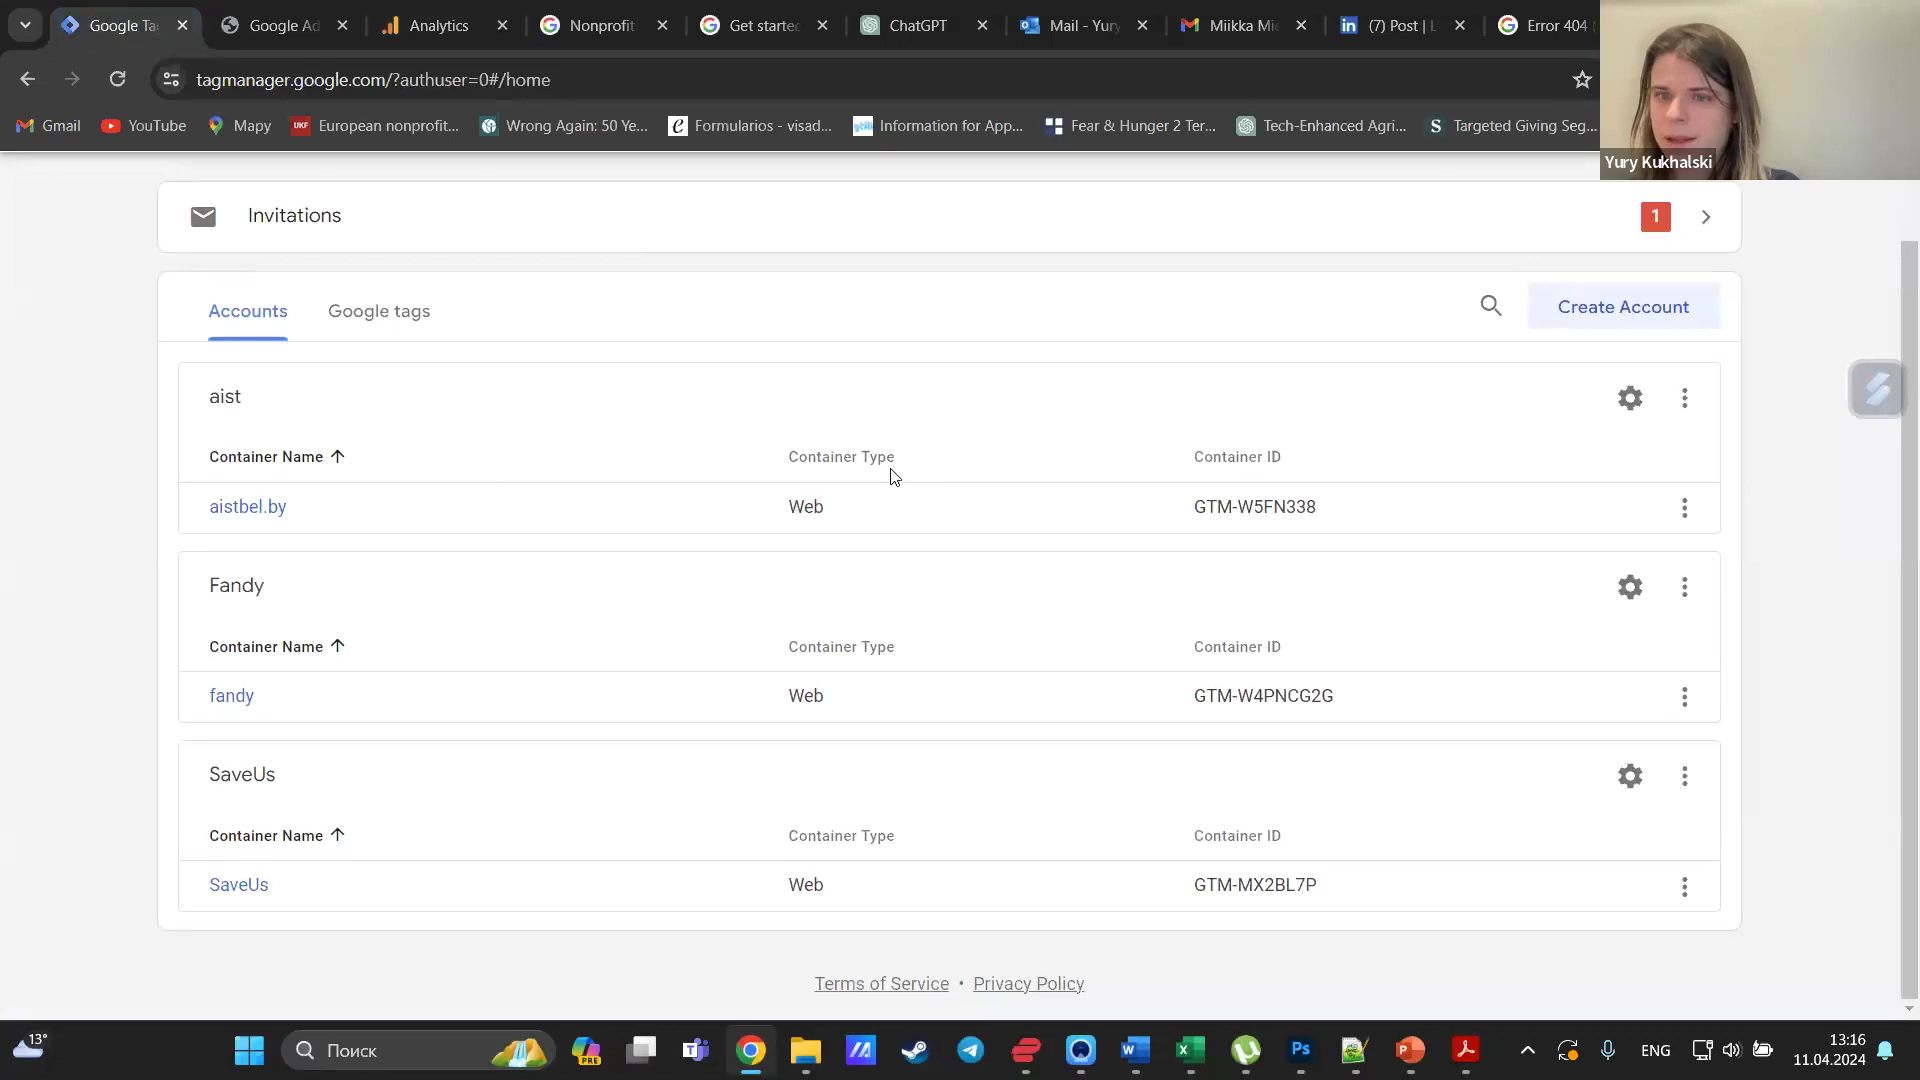 Google Ta
Google Ad
Analytics
Nonprofit
Get starte
ChatGPT
Mail - Yury
Miikka Mi
(7) Post | L
Error 404
tagmanager.google.com/?authuser=0#/home
Gmail
YouTube
Mapy
UKF
European nonprofit...
Wrong Again: 50 Ye...
Formularios - visad...
Information for App...
Fear & Hunger 2 Ter...
Tech-Enhanced Agri...
Targeted Giving Seg...
Yury Kukhalski
Invitations
1
Accounts
Google tags
Create Account
aist
Container Name
Container Type
Container ID
aistbel.by
Web
GTM-W5FN338
Fandy
Container Name
Container Type
Container ID
fandy
Web
GTM-W4PNCG2G
SaveUs
Container Name
Container Type
Container ID
SaveUs
Web
GTM-MX2BL7P
Terms of Service • Privacy Policy
13°
Поиск
PRE
ENG
13:16
11.04.2024